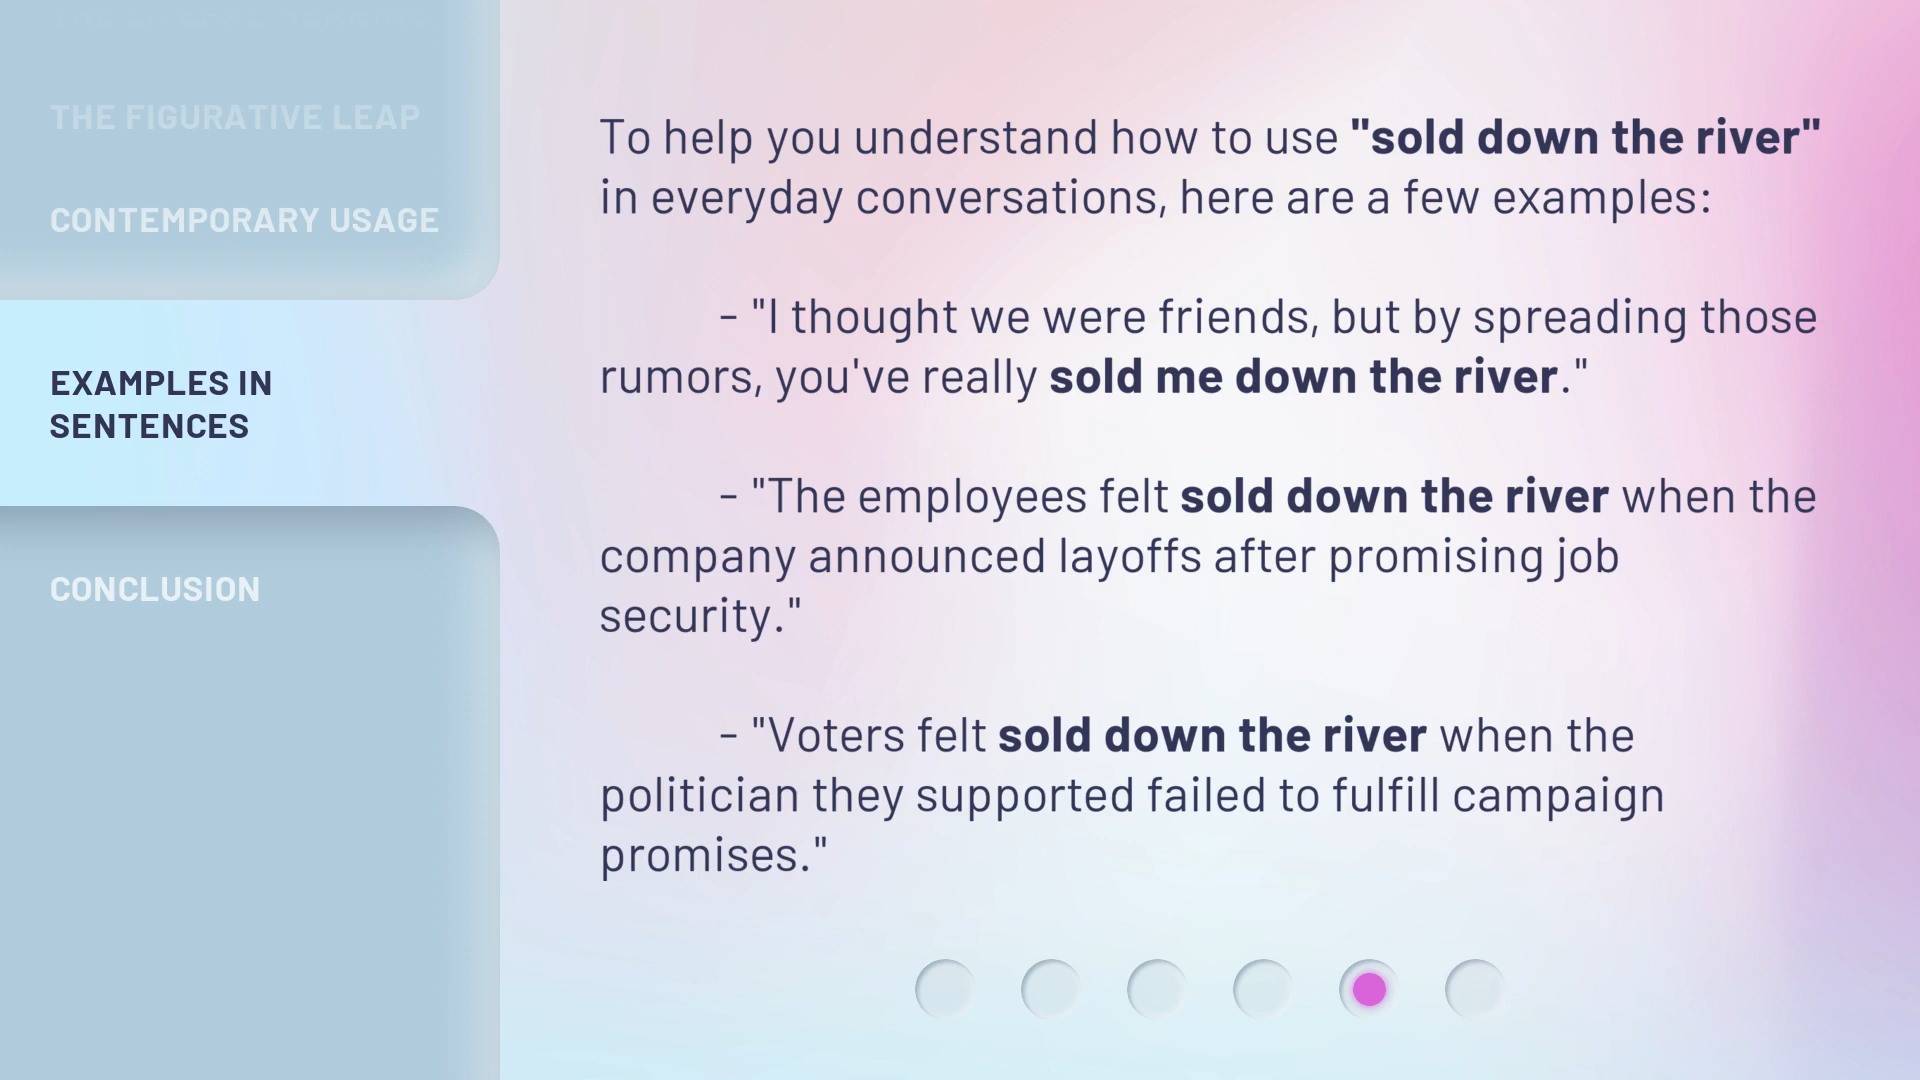 THE FIGURATIVE LEAP
CONTEMPORARY USAGE
EXAMPLES IN
SENTENCES
CONCLUSION
To help you understand how to use "sold down the river"
in everyday conversations, here are a few examples:
- "I thought we were friends, but by spreading those
rumors, you've really sold me down the river."
- "The employees felt sold down the river when the
company announced layoffs after promising job
security."
- "Voters felt sold down the river when the
politician they supported failed to fulfill campaign
promises."